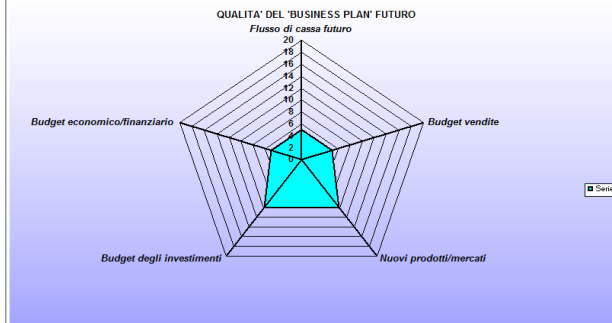 QUALITA' DEL 'BUSINESS PLAN' FUTURO
Flusso di cassa futuro
20
18
16
14
12
10
8
6
4
2
0
Budget economico/finanziario
Budget vendite
Serie
Budget degli investimenti
Nuovi prodotti/mercati